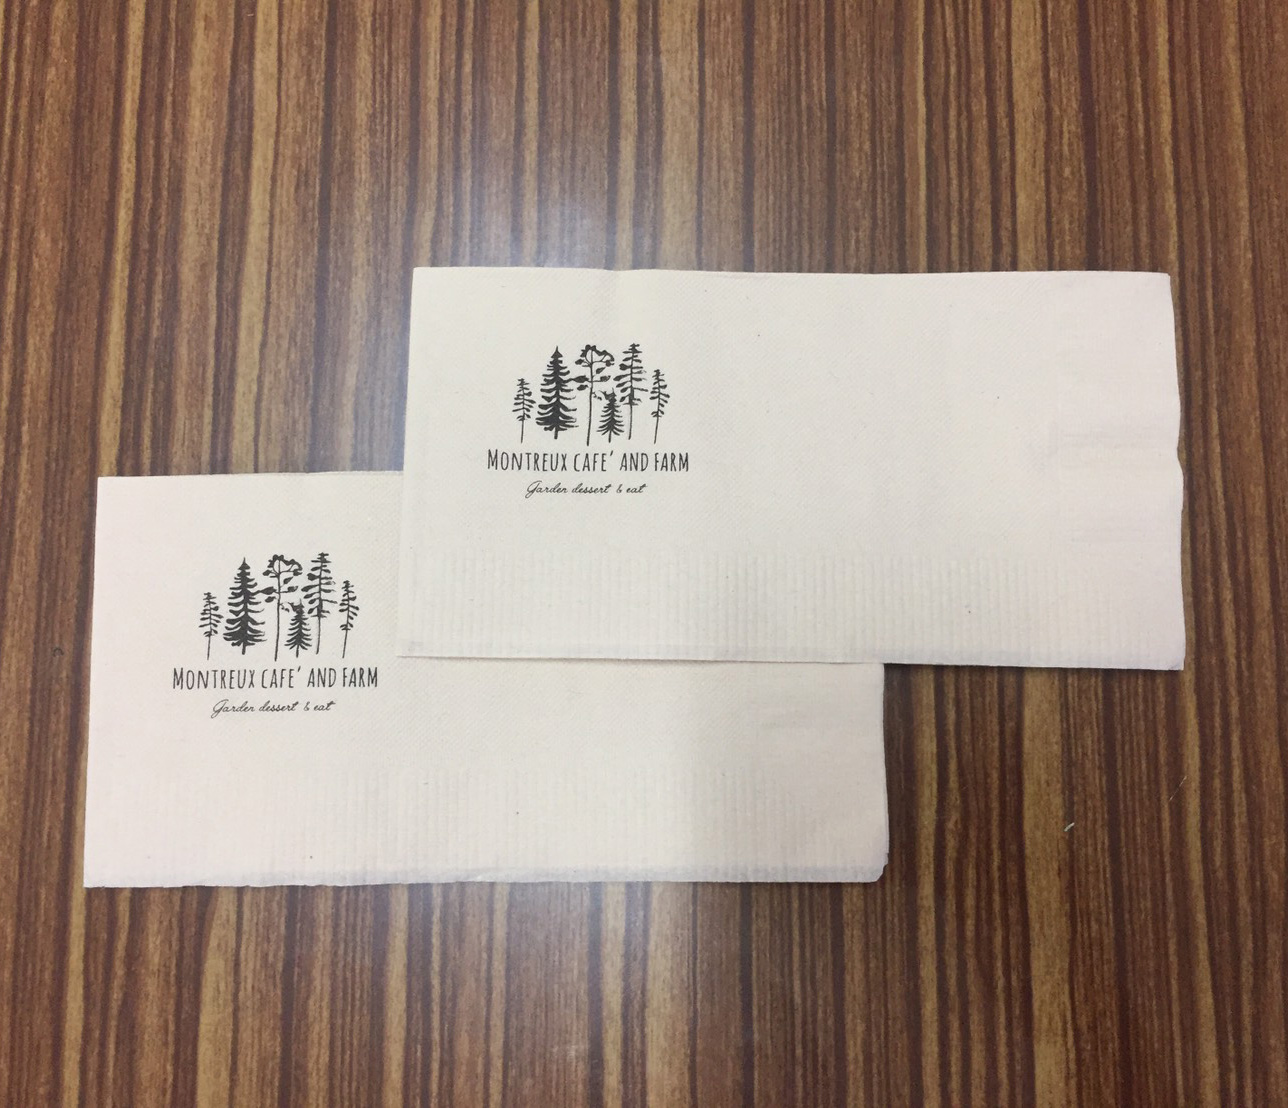 MONTREUX CAFE' AND FARM
Garden dessert & eat
MONTREUX CAFE' AND FARM
Garden dessert & eat